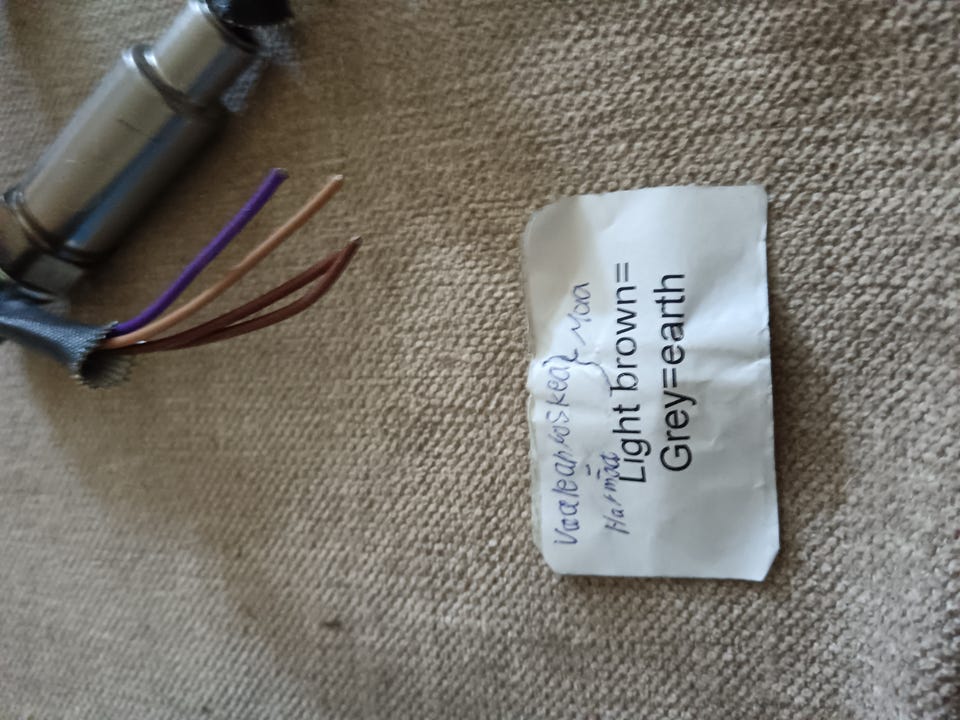 Vaaleanruskea } Maa
Harmaa
Light brown=
Grey=earth